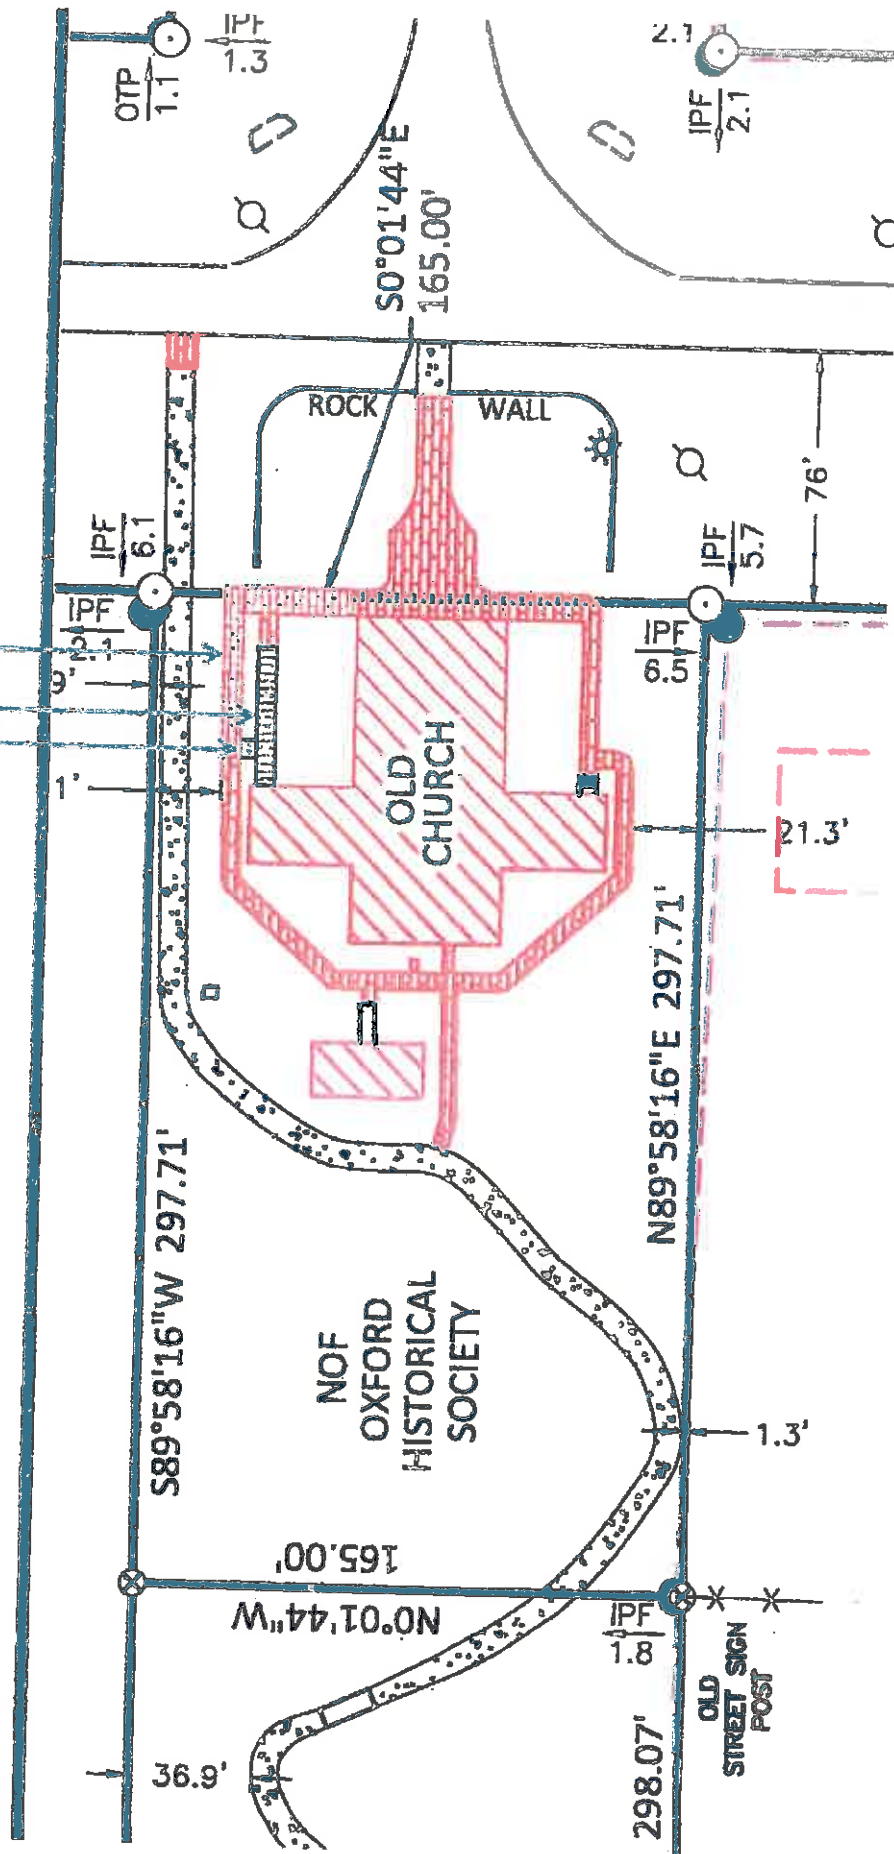 IPF
1.3
OTP
1.1
2.1
IPF
2.1
S0°01'44"E
165.00'
ROCK WALL
76'
IPF
6.1
IPF
2.1
9'
1'
IPF
5.7
IPF
6.5
OLD
CHURCH
21.3'
N89°58'16"E 297.71'
S89°58'16"W 297.71'
NOF
OXFORD
HISTORICAL
SOCIETY
1.3'
165.00'
N0°01'44"W
IPF
1.8
OLD
STREET SIGN
POST
36.9'
298.07'